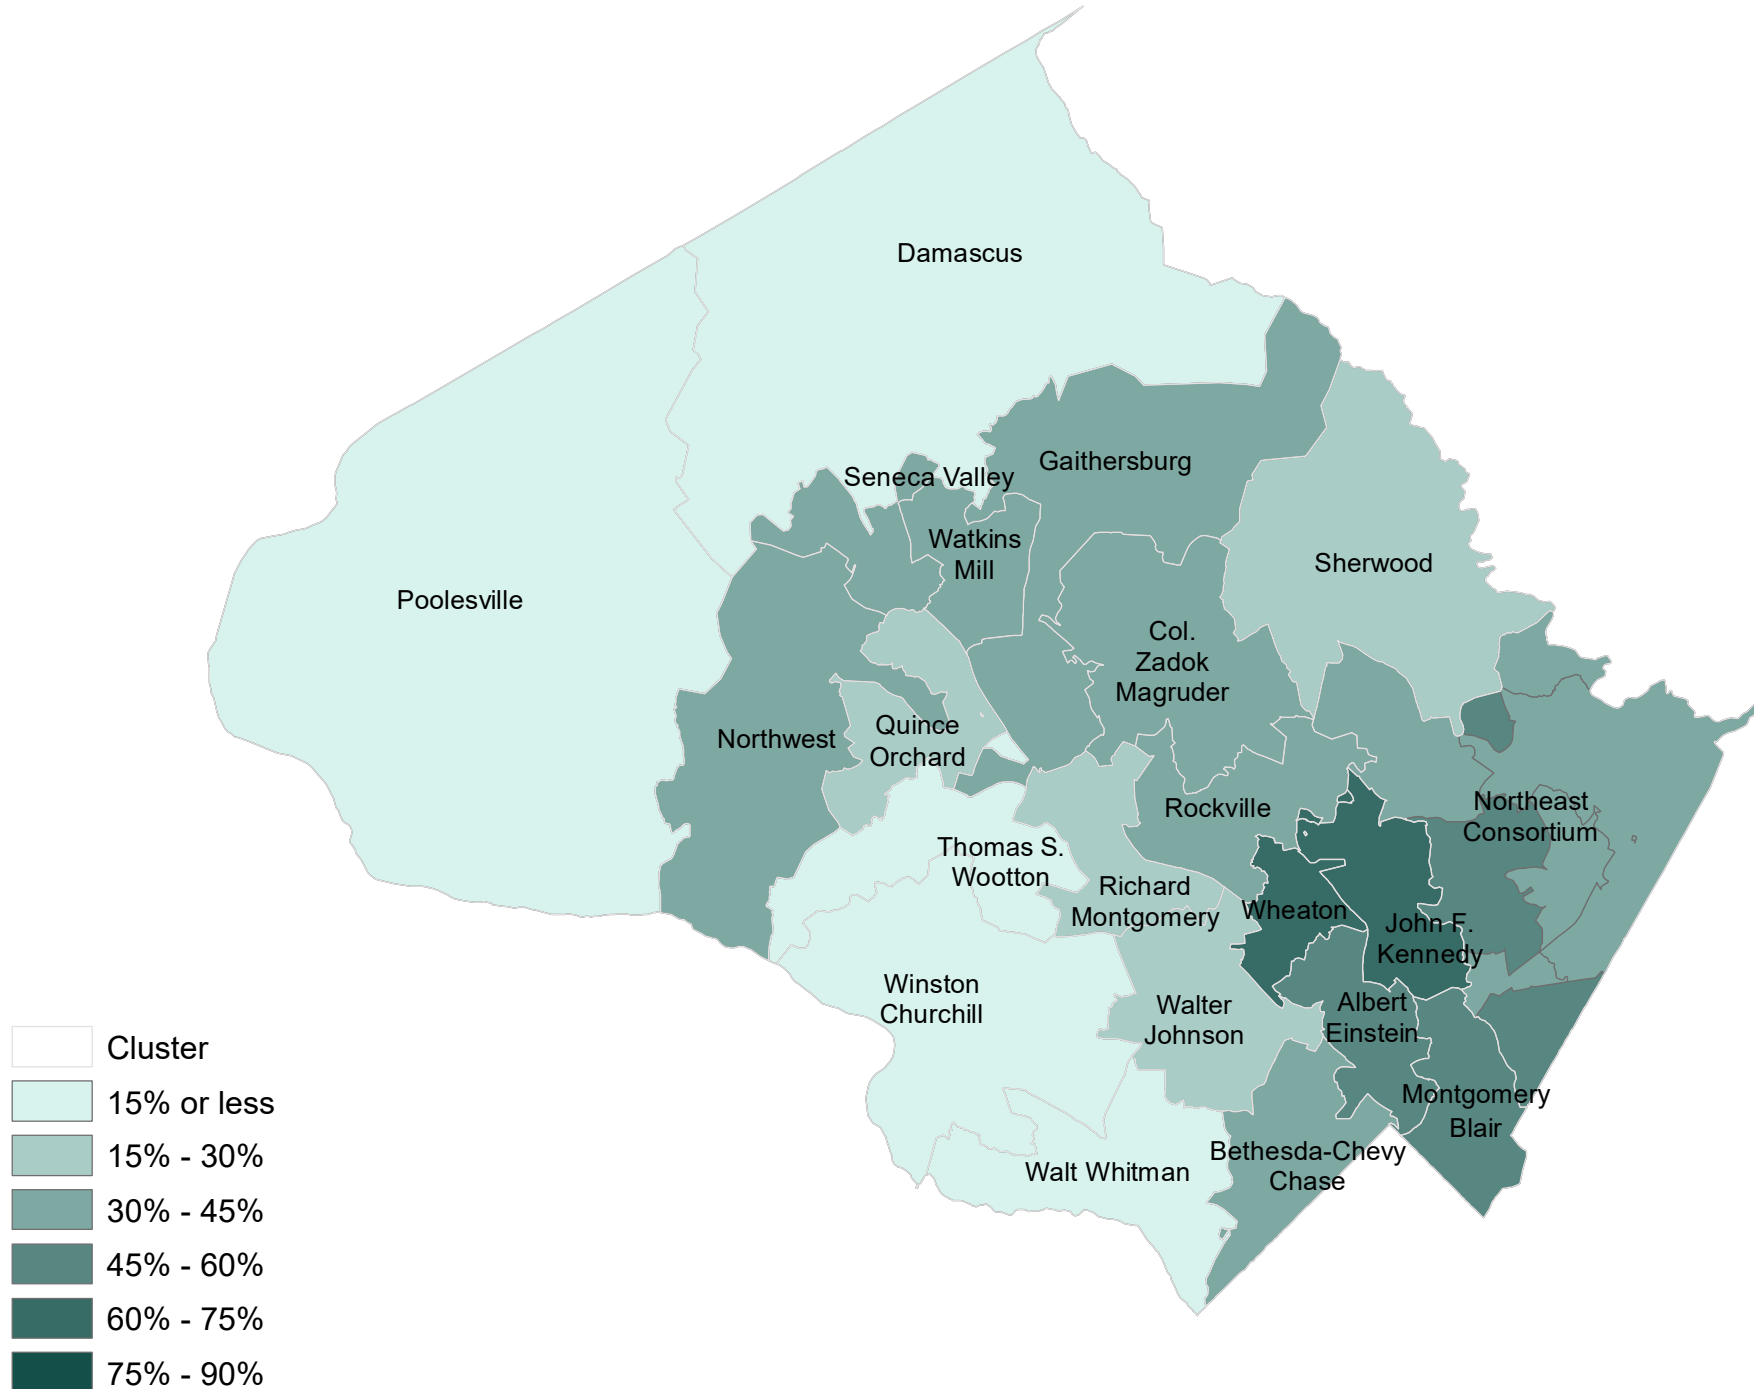 Damascus
Gaithersburg
Seneca Valley
Watkins
Mill
Sherwood
Poolesville
Col.
Zadok
Magruder
Northwest
Quince
Orchard
Rockville
Northeast
Consortium
Thomas S.
Wootton
Richard
Montgomery
Wheaton
John F.
Kennedy
Winston
Churchill
Walter
Johnson
Albert
Einstein
Montgomery
Blair
Bethesda-Chevy
Chase
Walt Whitman
Cluster
15% or less
15% - 30%
30% - 45%
45% - 60%
60% - 75%
75% - 90%